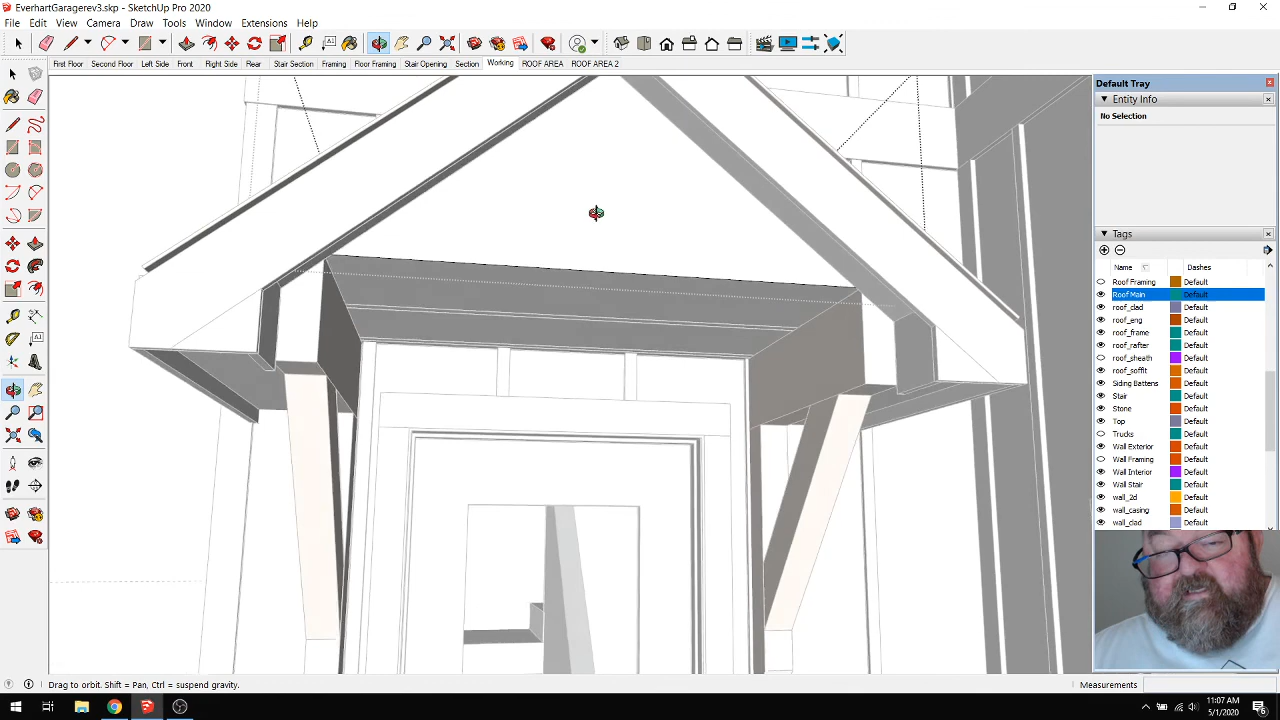 EverhartGaragerev3.skp - SketchUp Pro 2020
File Edit View Camera Draw Tools Window Extensions Help
First Floor Second Floor Left Side Front Right Side Rear Stair Section Framing Floor Framing Stair Opening Section Working ROOF AREA ROOF AREA 2
Default Tray
Entity Info
No Selection
Tags
Name Dashes
Roof Framing Default
Roof Main Default
roof_clad Default
roof_eng Default
roof_frame Default
roof_rafter Default
roof_sheath Default
roof_soffit Default
Siding Battens Default
Stair Default
Stone Default
Top Default
Trucks Default
Wall Exterior Default
Wall Framing Default
Wall Interior Default
Wall Stair Default
wall_2d Default
wall_casing Default
wall_clad Default
Drag to orbit. Shift = Pan, Ctrl = suspend gravity.
Measurements
11:07 AM
5/1/2020
6